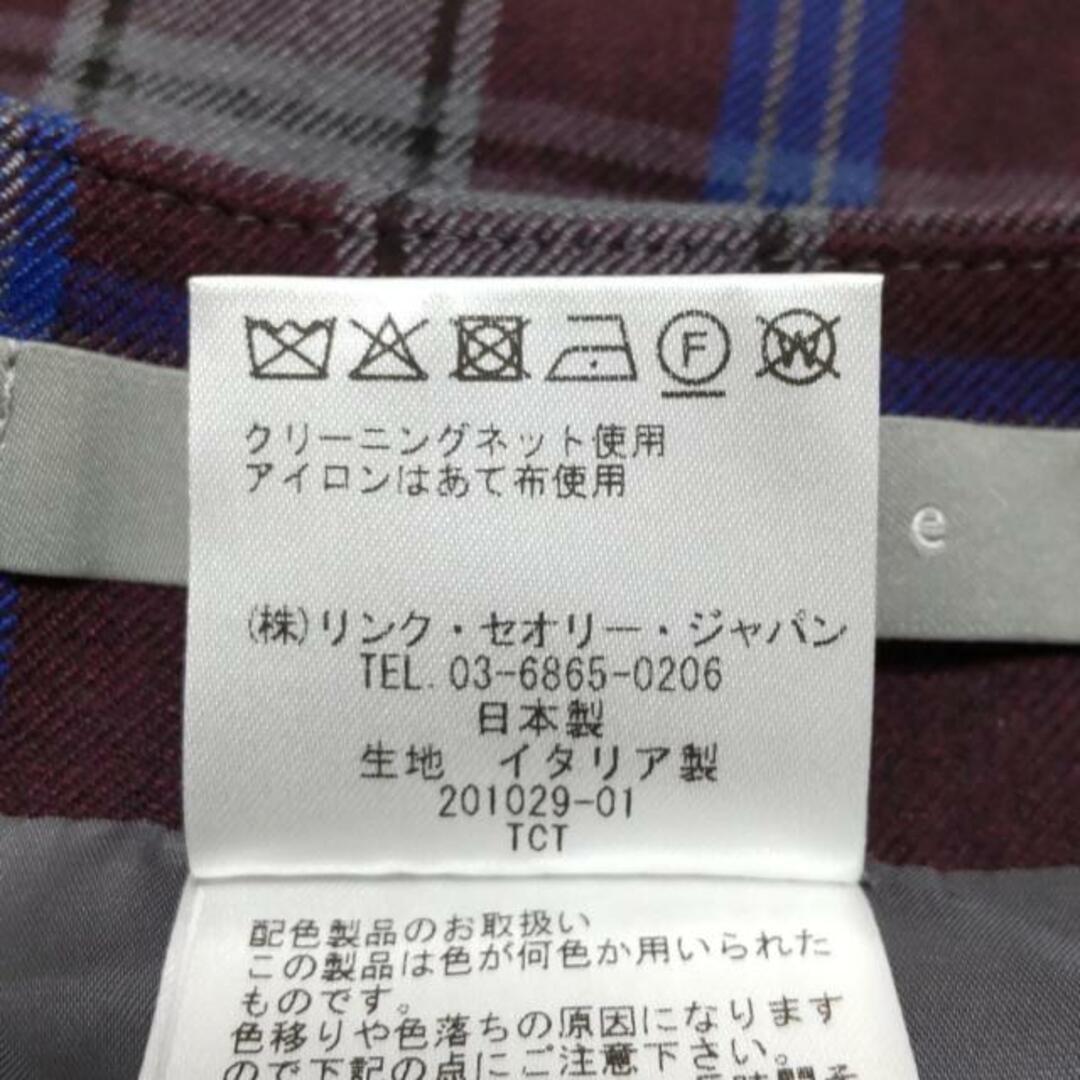 F W
クリーニングネット使用
アイロンはあて布使用
e
(株)リンク・セオリー・ジャパン
TEL. 03-6865-0206
日本製
生地 イタリア製
201029-01
TCT
配色製品のお取扱い
この製品は色が何色か用いられた
ものです。
色移りや色落ちの原因になります
ので下記の点にご注意下さい。